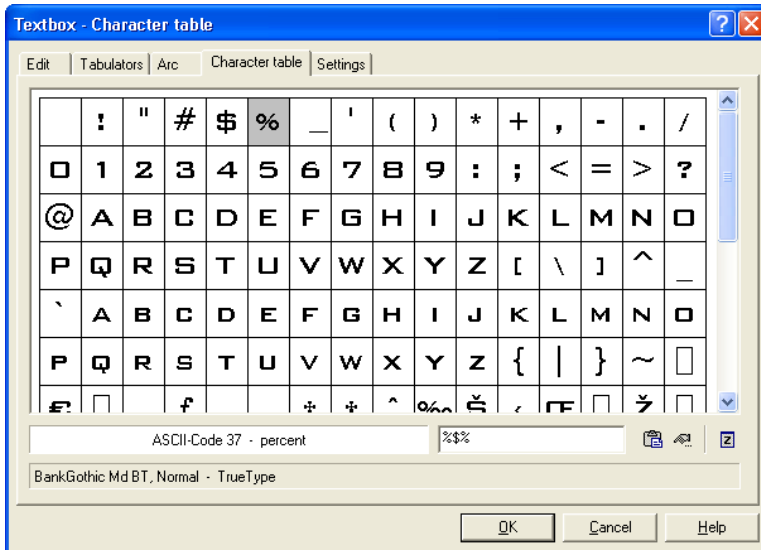 Textbox - Character table
Edit Tabulators Arc Character table Settings
! " # $ % _ ' ( ) * + , - . /
0 1 2 3 4 5 6 7 8 9 : ; < = > ?
@ A B C D E F G H I J K L M N O
P Q R S T U V W X Y Z [ \ ] ^ _
` A B C D E F G H I J K L M N O
P Q R S T U V W X Y Z { | } ~ □
€ □ ƒ ‡ ‡ ˆ ‰ Š ‹ Œ □ Ž □
ASCII-Code 37 - percent %$%
BankGothic Md BT, Normal - TrueType
OK Cancel Help